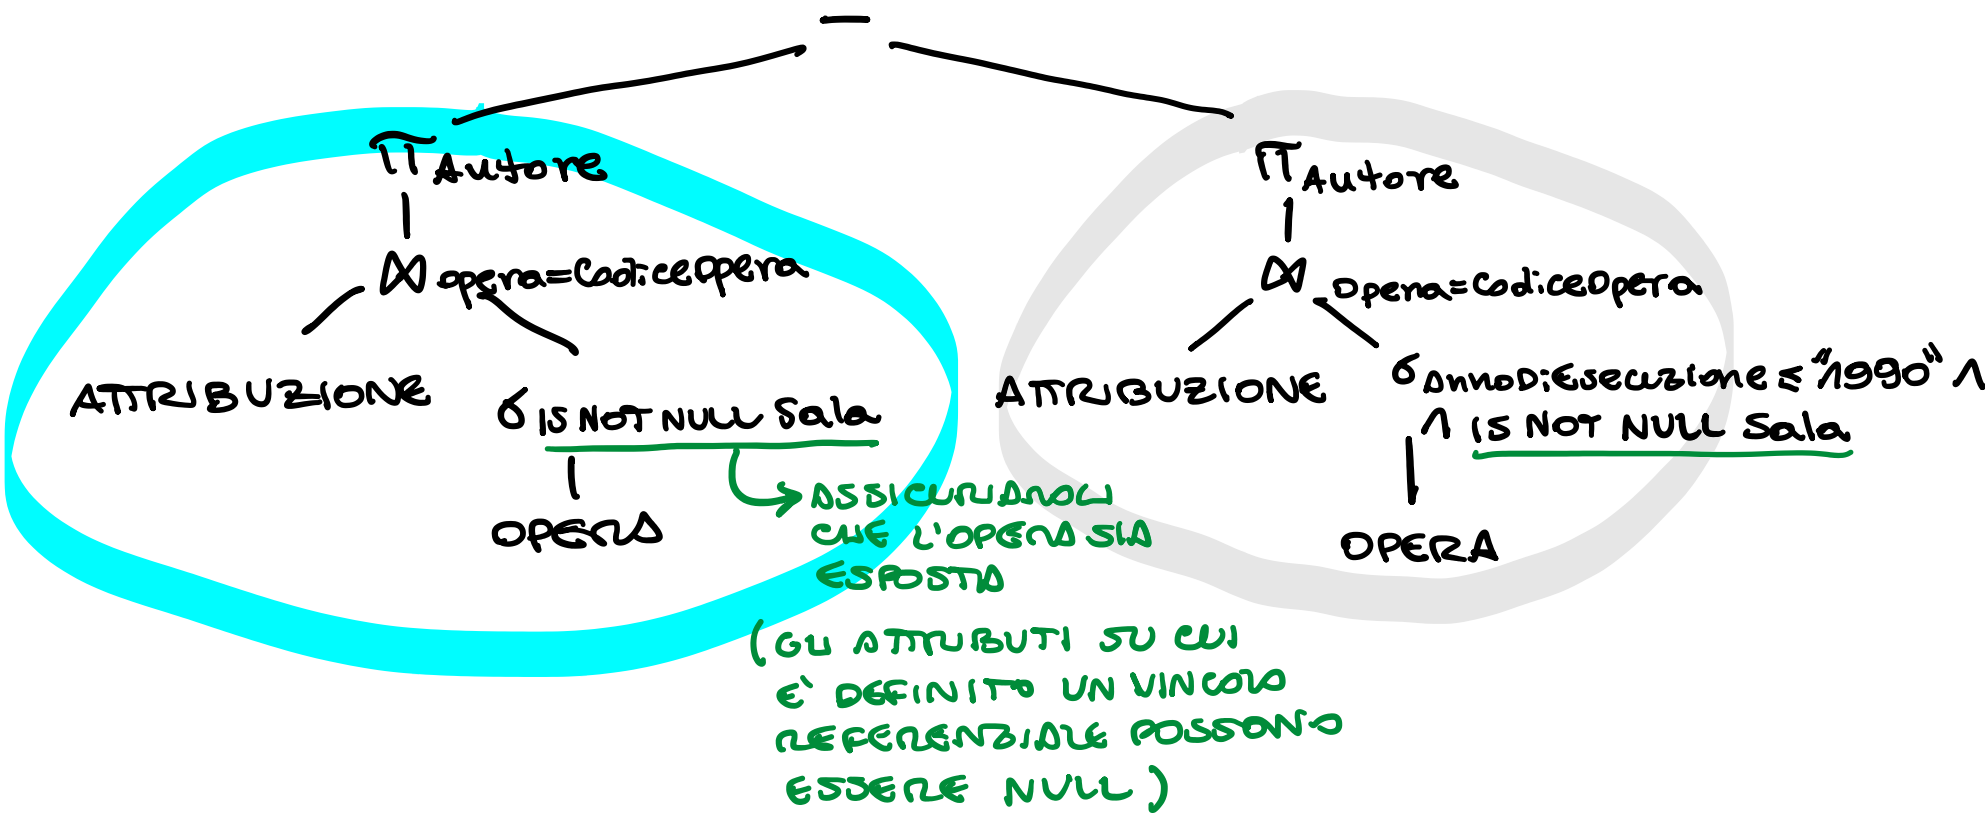 −
π Autore
π Autore
⋈ opera=CodiceOpera
⋈ Opera=CodiceOpera
ATTRIBUZIONE
σ IS NOT NULL Sala
ATTRIBUZIONE
σ AnnoDiEsecuzione ≤ "1990" ∧
∧ IS NOT NULL Sala
OPERA
OPERA
ASSICURIAMOCI
CHE L'OPERA SIA
ESPOSTA
(GLI ATTRIBUTI SU CUI
E' DEFINITO UN VINCOLO
REFERENZIALE POSSONO
ESSERE NULL)